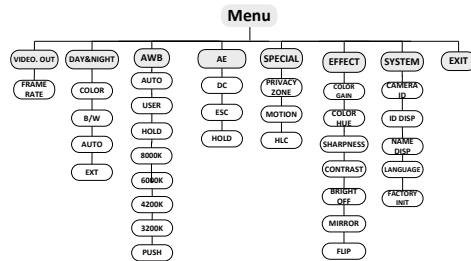 Menu
VIDEO. OUT
FRAME
RATE
DAY&NIGHT
COLOR
B/W
AUTO
EXT
AWB
AUTO
USER
HOLD
8000K
6000K
4200K
3200K
PUSH
AE
DC
ESC
HOLD
SPECIAL
PRIVACY
ZONE
MOTION
HLC
EFFECT
COLOR
GAIN
COLOR
HUE
SHARPNESS
CONTRAST
BRIGHT
OFF
MIRROR
FLIP
SYSTEM
CAMERA
ID
ID DISP
NAME
DISP
LANGUAGE
FACTORY
INIT
EXIT